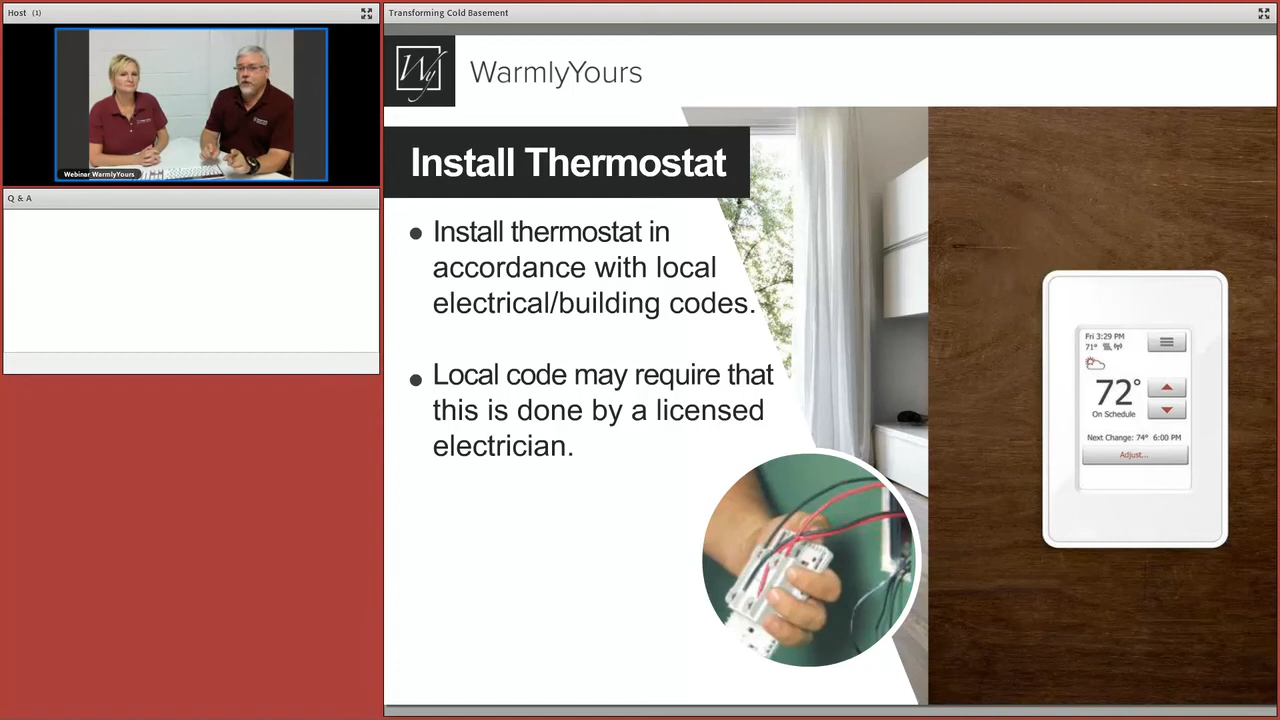 Host (1)
Webinar WarmlyYours
Q & A
Transforming Cold Basement
Wy
WarmlyYours
Install Thermostat
● Install thermostat in
accordance with local
electrical/building codes.
● Local code may require that
this is done by a licensed
electrician.
Fri 3:29 PM
71°
72°
On Schedule
Next Change: 74° 6:00 PM
Adjust...